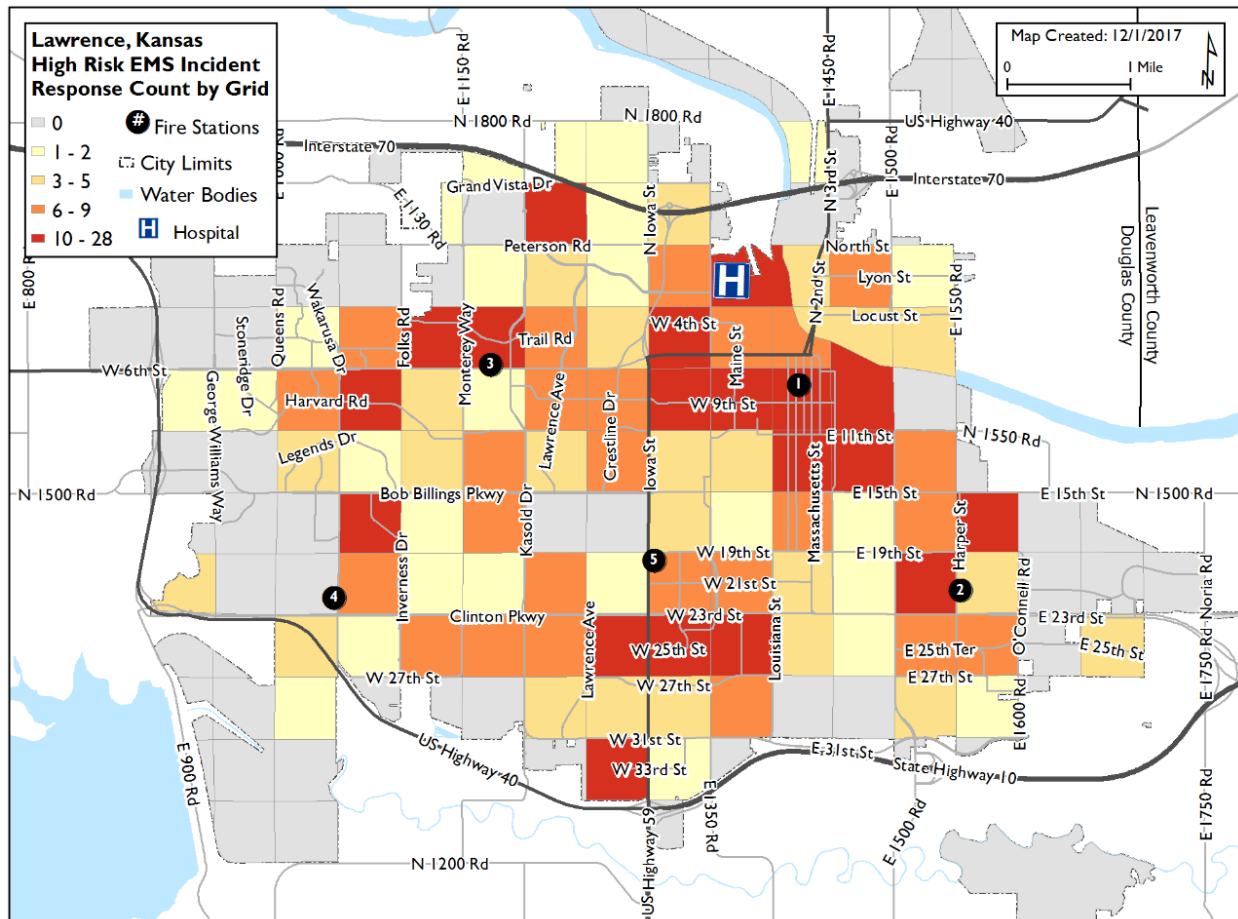 Lawrence, Kansas
High Risk EMS Incident
Response Count by Grid
0
1 - 2
3 - 5
6 - 9
10 - 28
#
Fire Stations
City Limits
Water Bodies
H
Hospital
Map Created: 12/1/2017
0
1 Mile
N
E 1150 Rd
E 1450 Rd
N 1800 Rd
N 1800 Rd
US Highway 40
Interstate 70
E 1500 Rd
Interstate 70
Grand Vista Dr
E 1130 Rd
N Iowa St
N 3rd St
Leavenworth County
Douglas County
E 800 R
Peterson Rd
North St
Lyon St
H
N 2nd St
E 1550 Rd
Queens Rd
Wakarusa Dr
Stoneridge Dr
Folks Rd
Monterey Way
Trail Rd
W 4th St
Maine St
Locust St
W 6th St
3
1
George Williams Way
Harvard Rd
Lawrence Ave
Crestline Dr
W 9th St
Legends Dr
Iowa St
Massachusetts St
E 11th St
N 1550 Rd
N 1500 Rd
Bob Billings Pkwy
Kasold Dr
E 15th St
Harper St
E 15th St
N 1500 Rd
Inverness Dr
5
W 19th St
E 19th St
W 21st St
4
2
O'Connell Rd
Noria Rd
Clinton Pkwy
Lawrence Ave
W 23rd St
Louisiana St
E 23rd St
W 25th St
E 25th Ter
E 25th St
W 27th St
W 27th St
E 27th St
E 1600 Rd
E 1750 Rd
E 900 Rd
US Highway 40
W 31st St
E 31st St
State Highway 10
W 33rd St
E 1350 Rd
E 1500 Rd
E 1750 Rd
N 1200 Rd
US Highway 59